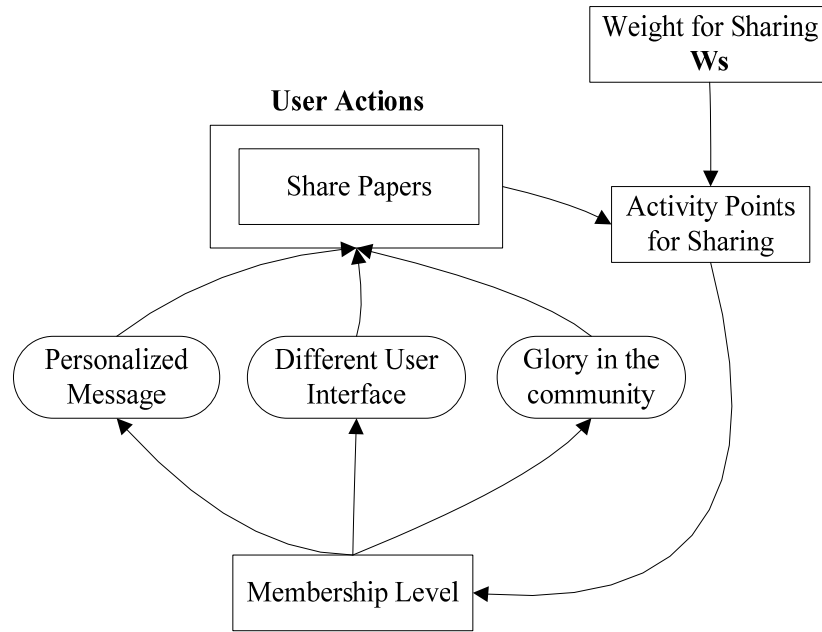 Weight for Sharing
Ws
User Actions
Share Papers
Activity Points
for Sharing
Personalized
Message
Different User
Interface
Glory in the
community
Membership Level